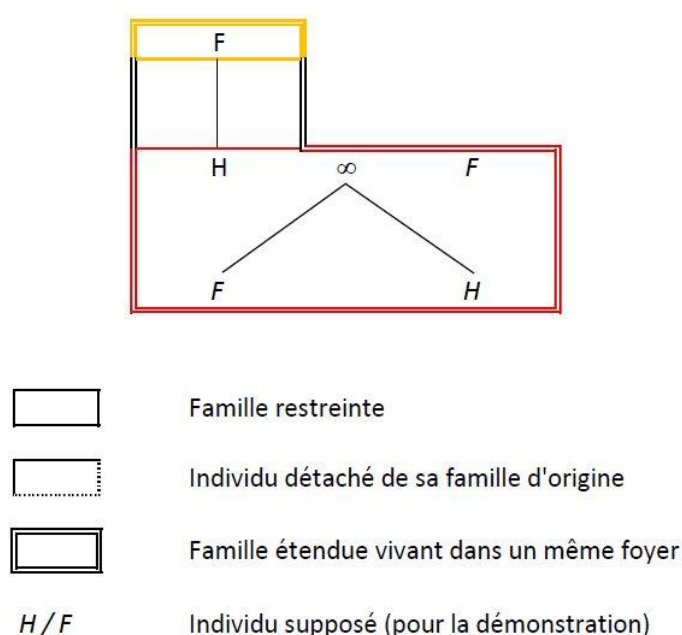 F
H ∞ F
F H
Famille restreinte
Individu détaché de sa famille d'origine
Famille étendue vivant dans un même foyer
H / F Individu supposé (pour la démonstration)